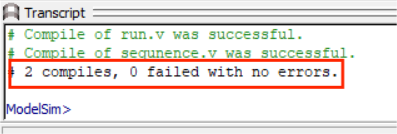 Transcript
# Compile of run.v was successful.
# Compile of sequnence.v was successful.
# 2 compiles, 0 failed with no errors.
ModelSim>